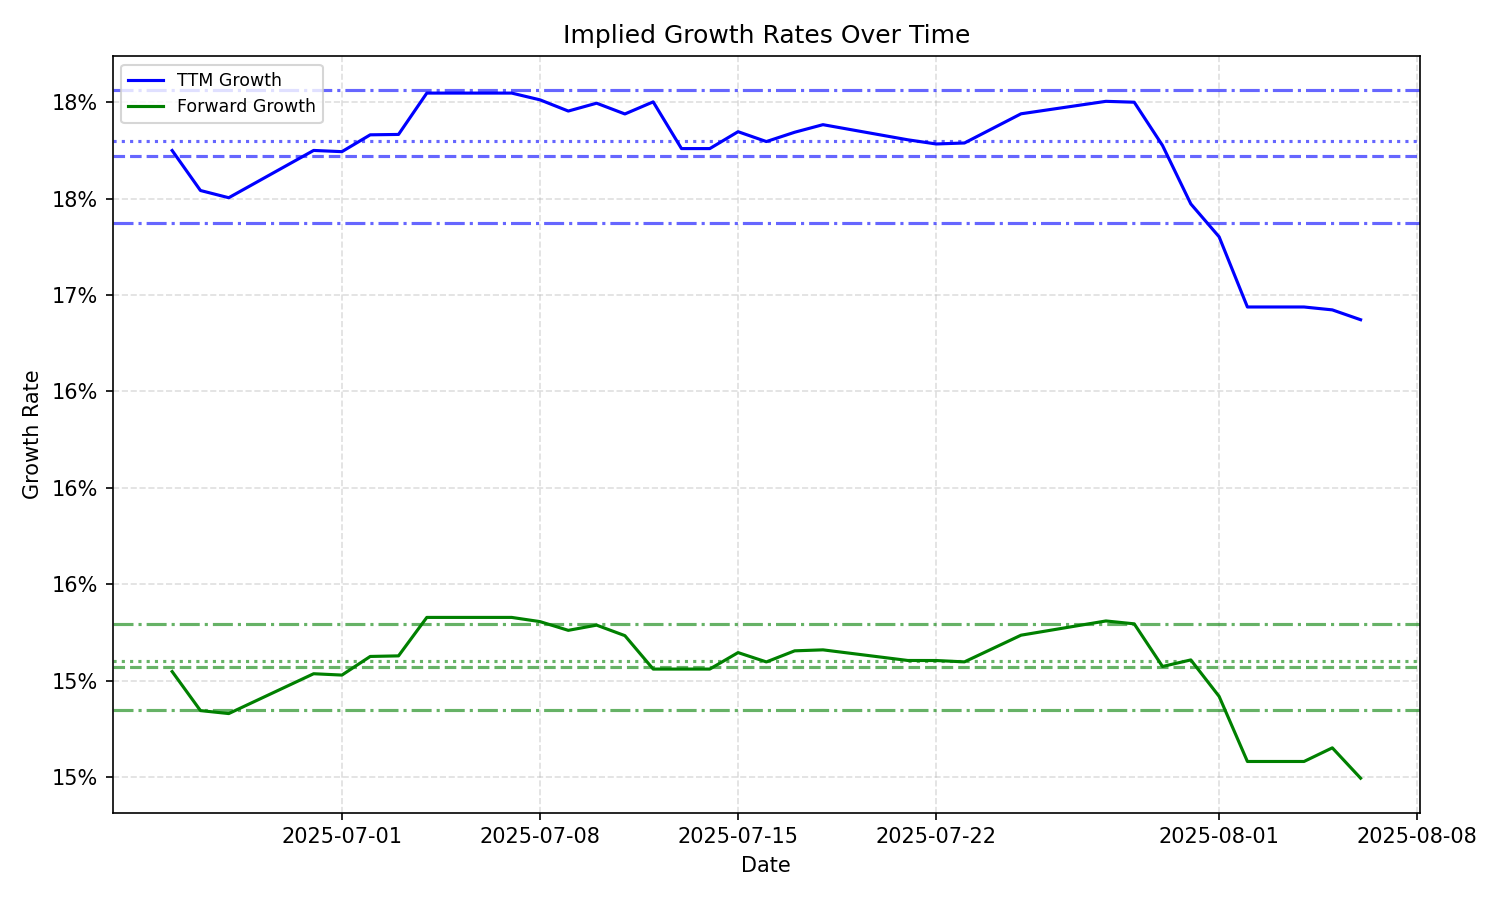 Implied Growth Rates Over Time
TTM Growth
Forward Growth
18%
18%
17%
16%
16%
16%
15%
15%
Growth Rate
2025-07-01
2025-07-08
2025-07-15
2025-07-22
2025-08-01
2025-08-08
Date